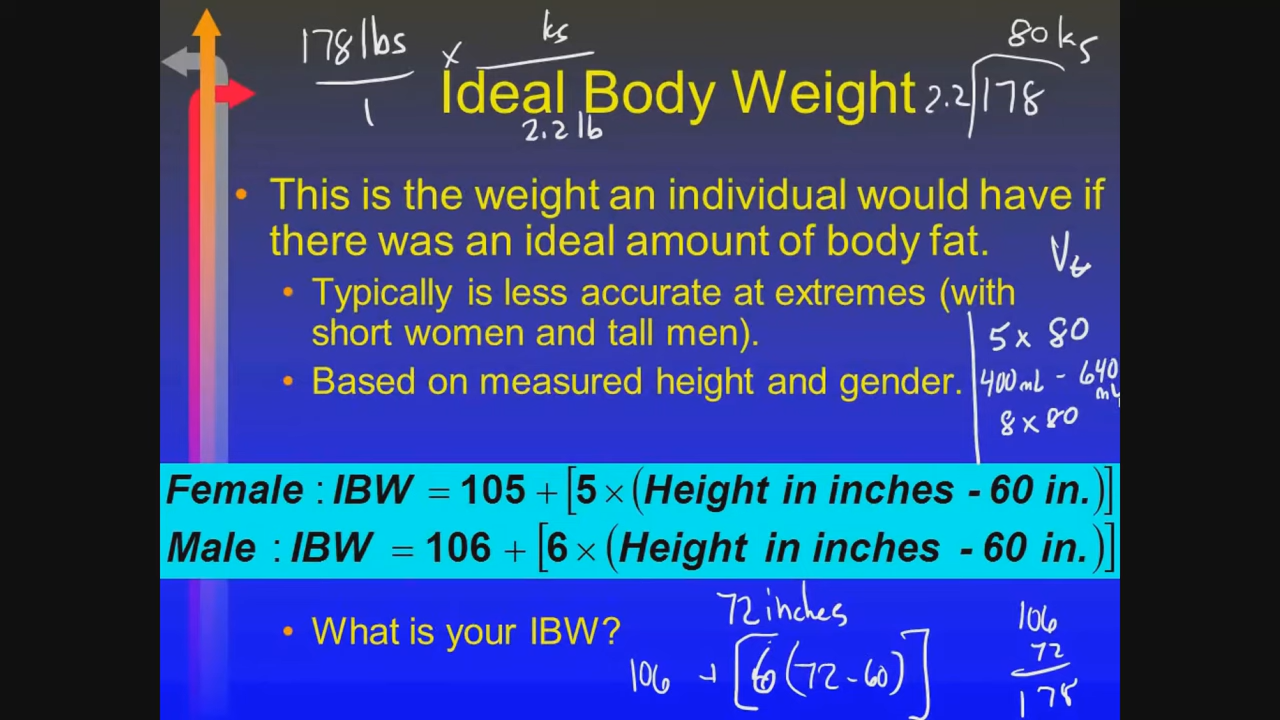 178 lbs × ks 80 ks
1 2.2 lb 2.2 178
Ideal Body Weight
• This is the weight an individual would have if
there was an ideal amount of body fat.
Vt
• Typically is less accurate at extremes (with
short women and tall men).
5 x 80
• Based on measured height and gender.
400 mL - 640 mL
8 x 80
Female : IBW = 105 + [5 × (Height in inches - 60 in.)]
Male : IBW = 106 + [6 × (Height in inches - 60 in.)]
72 inches
• What is your IBW?
106 + [6 (72 - 60)]
106
72
178